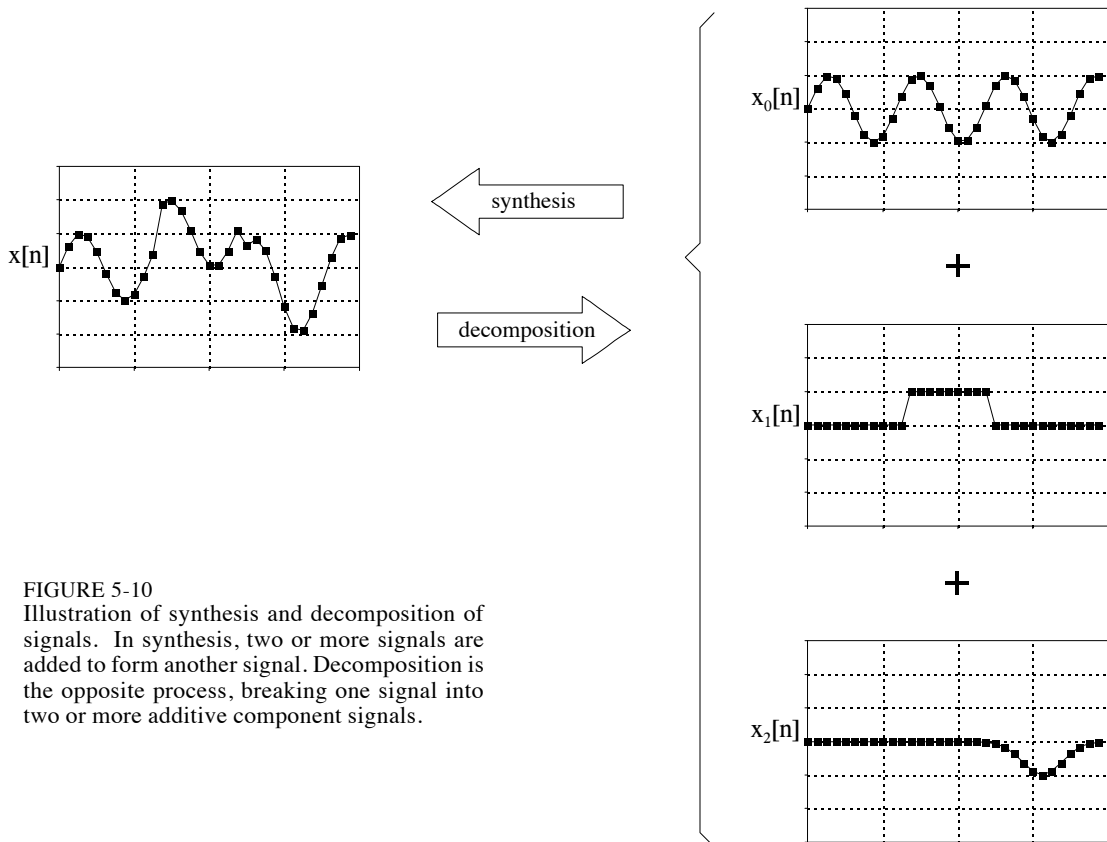 x[n]
synthesis
decomposition
x₀[n]
+
x₁[n]
+
x₂[n]
FIGURE 5-10
Illustration of synthesis and decomposition of
signals. In synthesis, two or more signals are
added to form another signal. Decomposition is
the opposite process, breaking one signal into
two or more additive component signals.